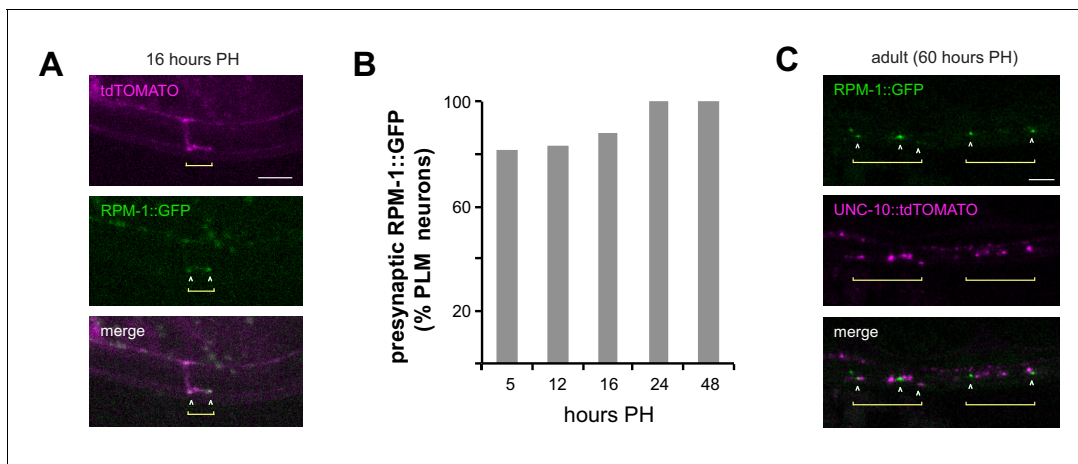 A
16 hours PH
tdTOMATO
RPM-1::GFP
merge
B
presynaptic RPM-1::GFP
(% PLM neurons)
100
60
20
5 12 16 24 48
hours PH
C
adult (60 hours PH)
RPM-1::GFP
UNC-10::tdTOMATO
merge